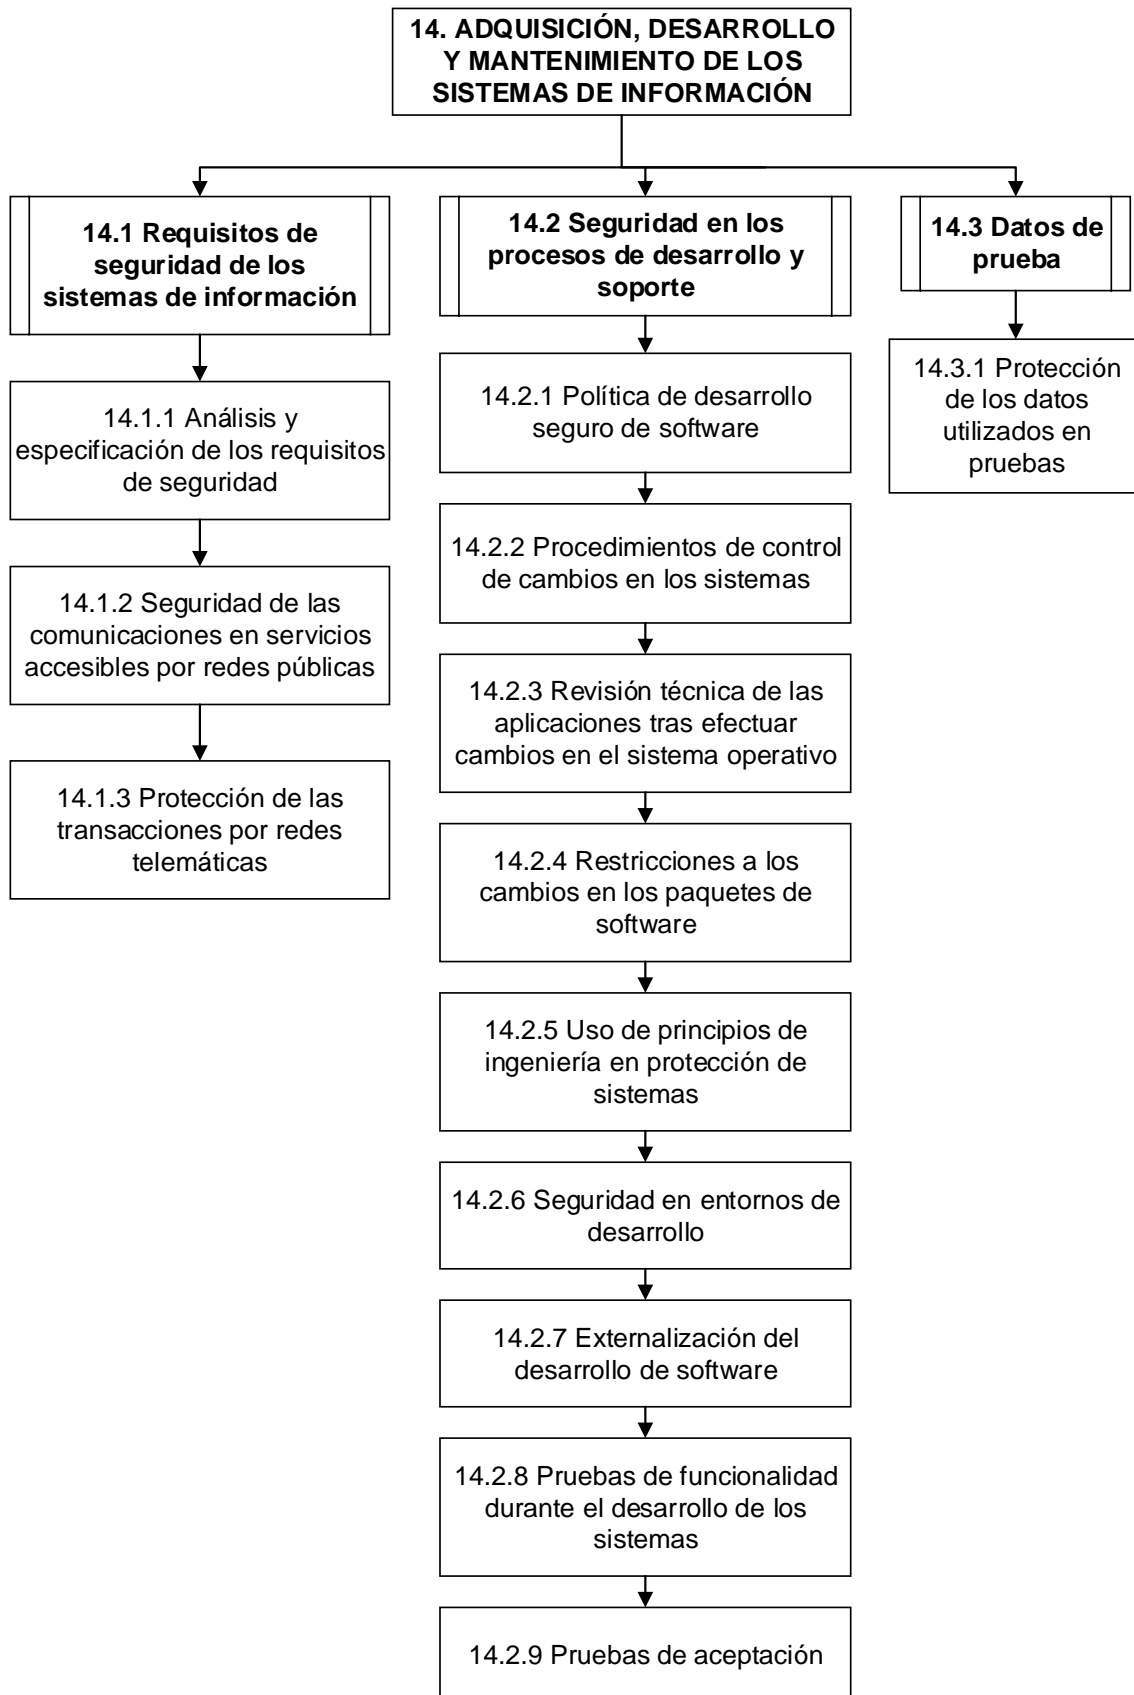 14. ADQUISICIÓN, DESARROLLO
Y MANTENIMIENTO DE LOS
SISTEMAS DE INFORMACIÓN
14.1 Requisitos de
seguridad de los
sistemas de información
14.1.1 Análisis y
especificación de los requisitos
de seguridad
14.1.2 Seguridad de las
comunicaciones en servicios
accesibles por redes públicas
14.1.3 Protección de las
transacciones por redes
telemáticas
14.2 Seguridad en los
procesos de desarrollo y
soporte
14.2.1 Política de desarrollo
seguro de software
14.2.2 Procedimientos de control
de cambios en los sistemas
14.2.3 Revisión técnica de las
aplicaciones tras efectuar
cambios en el sistema operativo
14.2.4 Restricciones a los
cambios en los paquetes de
software
14.2.5 Uso de principios de
ingeniería en protección de
sistemas
14.2.6 Seguridad en entornos de
desarrollo
14.2.7 Externalización del
desarrollo de software
14.2.8 Pruebas de funcionalidad
durante el desarrollo de los
sistemas
14.2.9 Pruebas de aceptación
14.3 Datos de
prueba
14.3.1 Protección
de los datos
utilizados en
pruebas